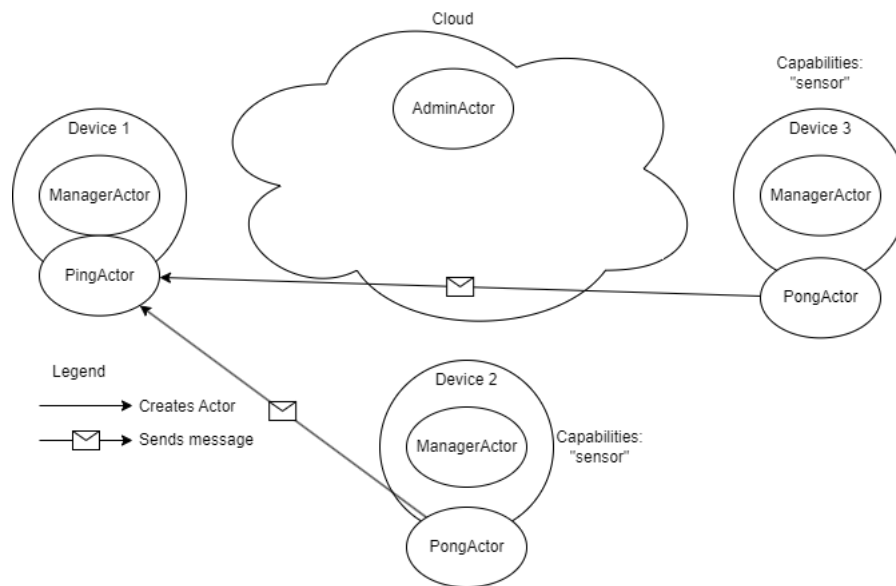 Cloud
AdminActor
Capabilities:
"sensor"
Device 1
ManagerActor
PingActor
Device 3
ManagerActor
PongActor
Legend
Creates Actor
Sends message
Device 2
ManagerActor
PongActor
Capabilities:
"sensor"